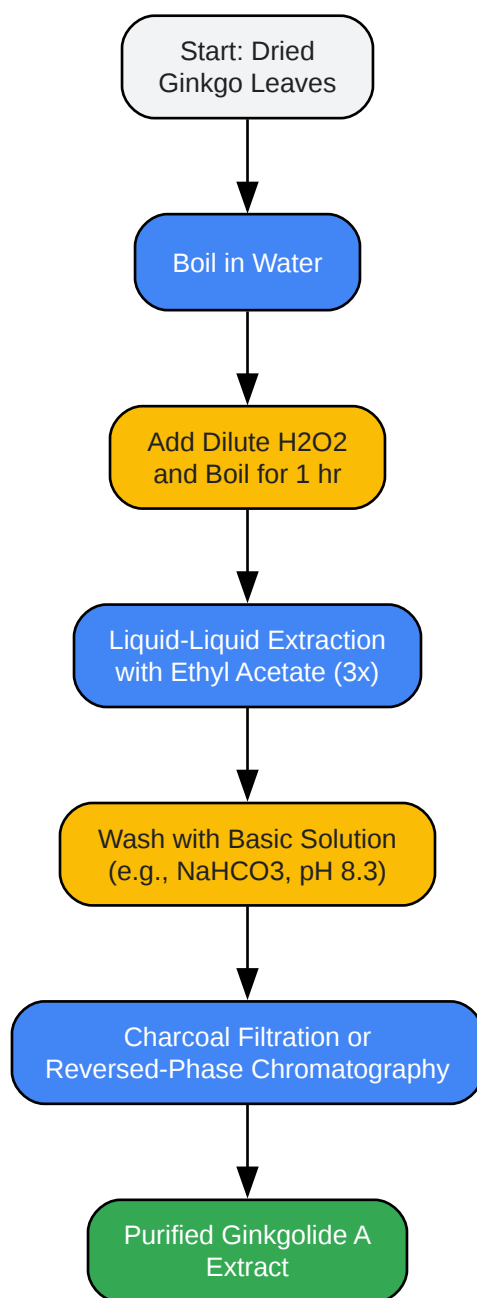 Start: Dried
Ginkgo Leaves
Boil in Water
Add Dilute H2O2
and Boil for 1 hr
Liquid-Liquid Extraction
with Ethyl Acetate (3x)
Wash with Basic Solution
(e.g., NaHCO3, pH 8.3)
Charcoal Filtration or
Reversed-Phase Chromatography
Purified Ginkgolide A
Extract